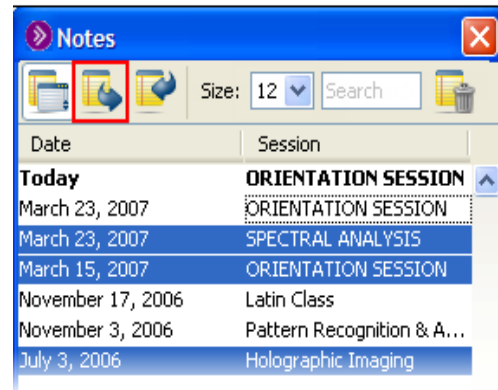 Notes
Size: 12 Search
Date Session
Today ORIENTATION SESSION
March 23, 2007 ORIENTATION SESSION
March 23, 2007 SPECTRAL ANALYSIS
March 15, 2007 ORIENTATION SESSION
November 17, 2006 Latin Class
November 3, 2006 Pattern Recognition & A...
July 3, 2006 Holographic Imaging